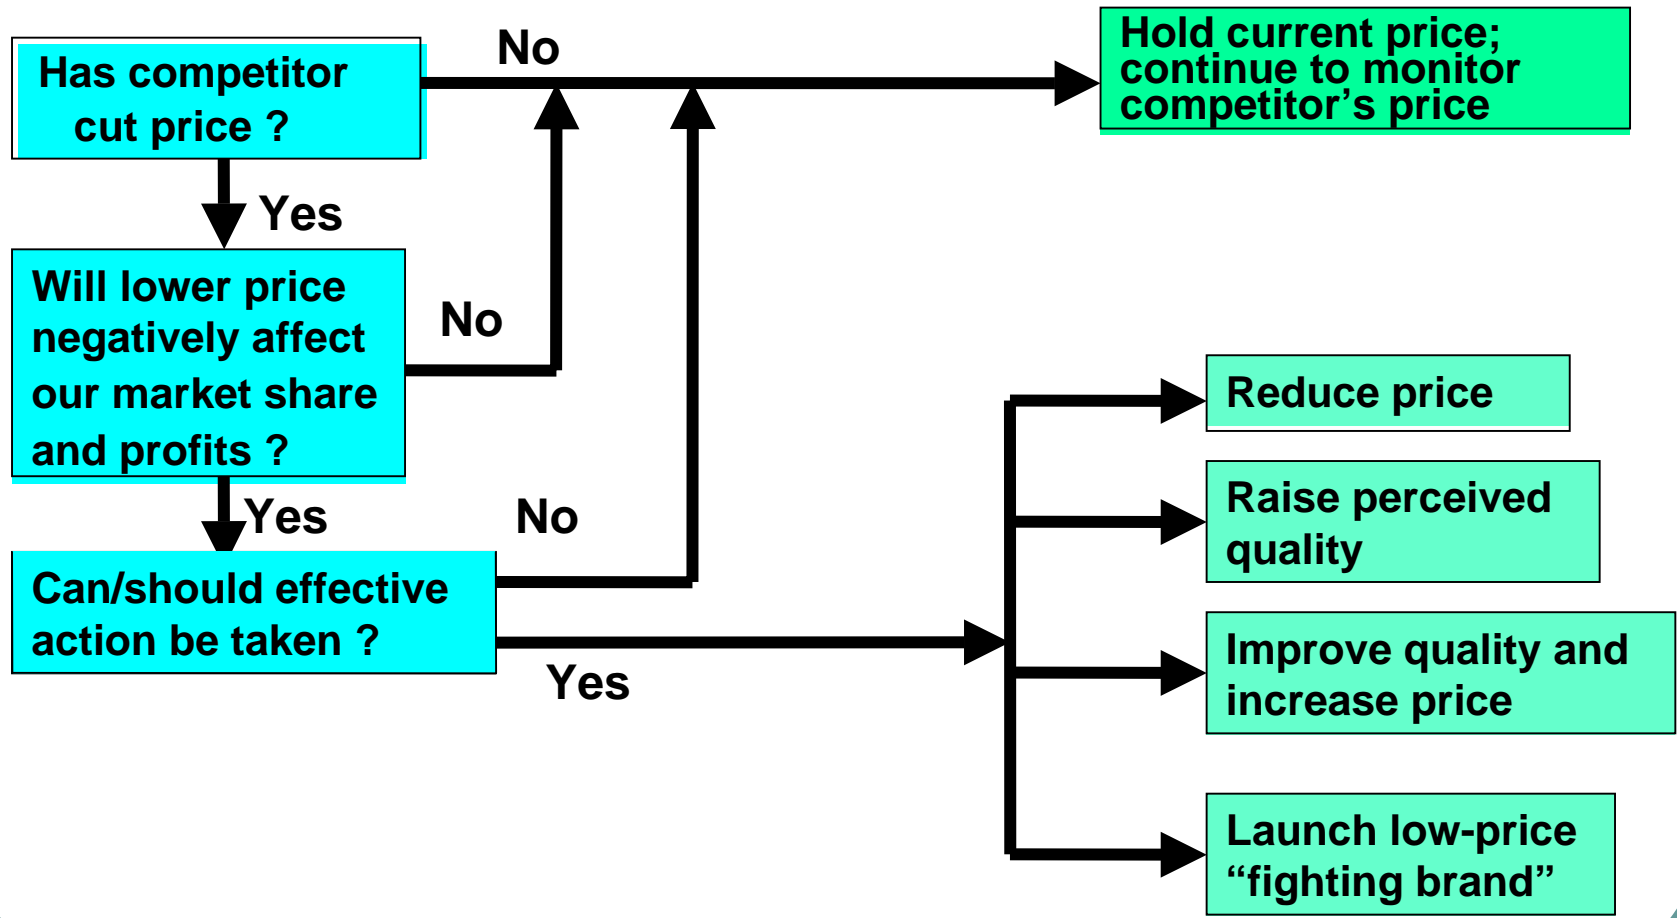 Has competitor
cut price ?
No
Hold current price;
continue to monitor
competitor’s price
Yes
Will lower price
negatively affect
our market share
and profits ?
No
Yes
No
Can/should effective
action be taken ?
Yes
Reduce price
Raise perceived
quality
Improve quality and
increase price
Launch low-price
“fighting brand”